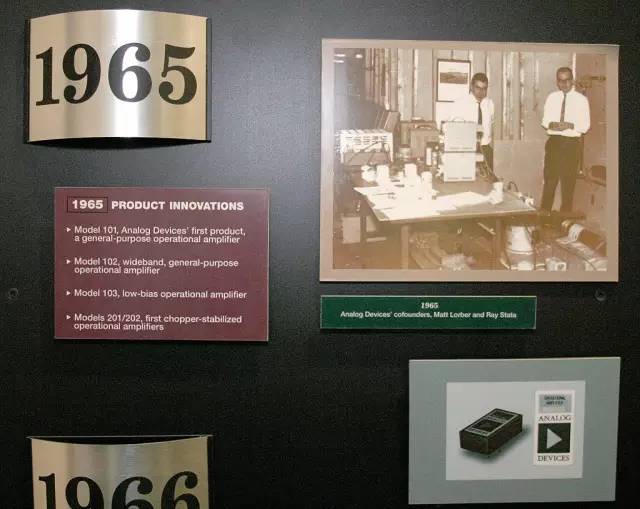 1965
1965 PRODUCT INNOVATIONS
▸ Model 101, Analog Devices' first product,
a general-purpose operational amplifier
▸ Model 102, wideband, general-purpose
operational amplifier
▸ Model 103, low-bias operational amplifier
▸ Models 201/202, first chopper-stabilized
operational amplifiers
1965
Analog Devices' cofounders, Matt Lorber and Ray Stata
ANALOG
DEVICES
1966